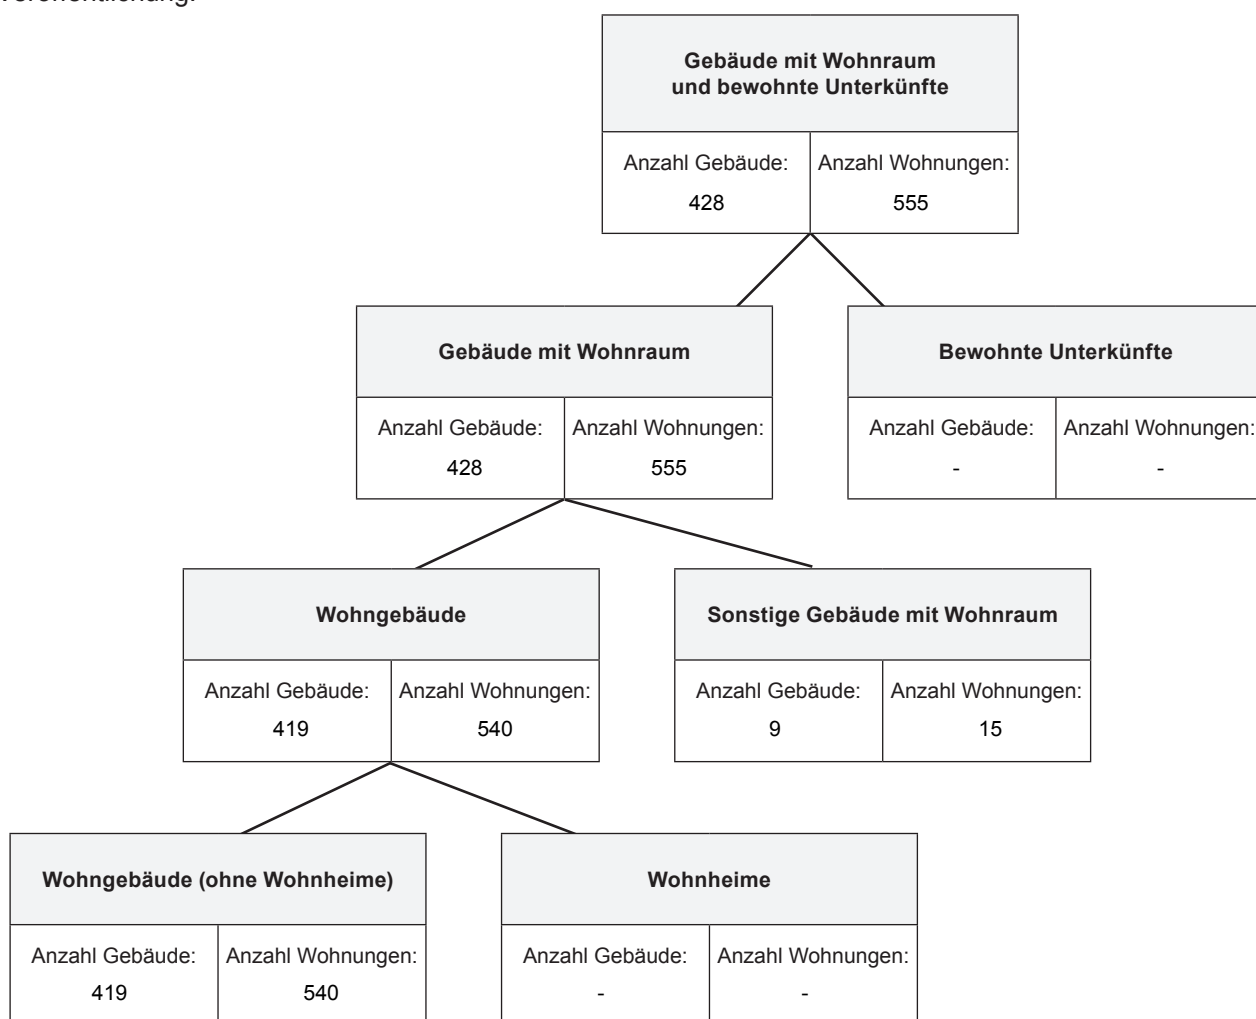 Veröffentlichung.
Gebäude mit Wohnraum
und bewohnte Unterkünfte
Anzahl Gebäude: Anzahl Wohnungen:
428 555
Gebäude mit Wohnraum
Anzahl Gebäude: Anzahl Wohnungen:
428 555
Bewohnte Unterkünfte
Anzahl Gebäude: Anzahl Wohnungen:
- -
Wohngebäude
Anzahl Gebäude: Anzahl Wohnungen:
419 540
Sonstige Gebäude mit Wohnraum
Anzahl Gebäude: Anzahl Wohnungen:
9 15
Wohngebäude (ohne Wohnheime)
Anzahl Gebäude: Anzahl Wohnungen:
419 540
Wohnheime
Anzahl Gebäude: Anzahl Wohnungen:
- -